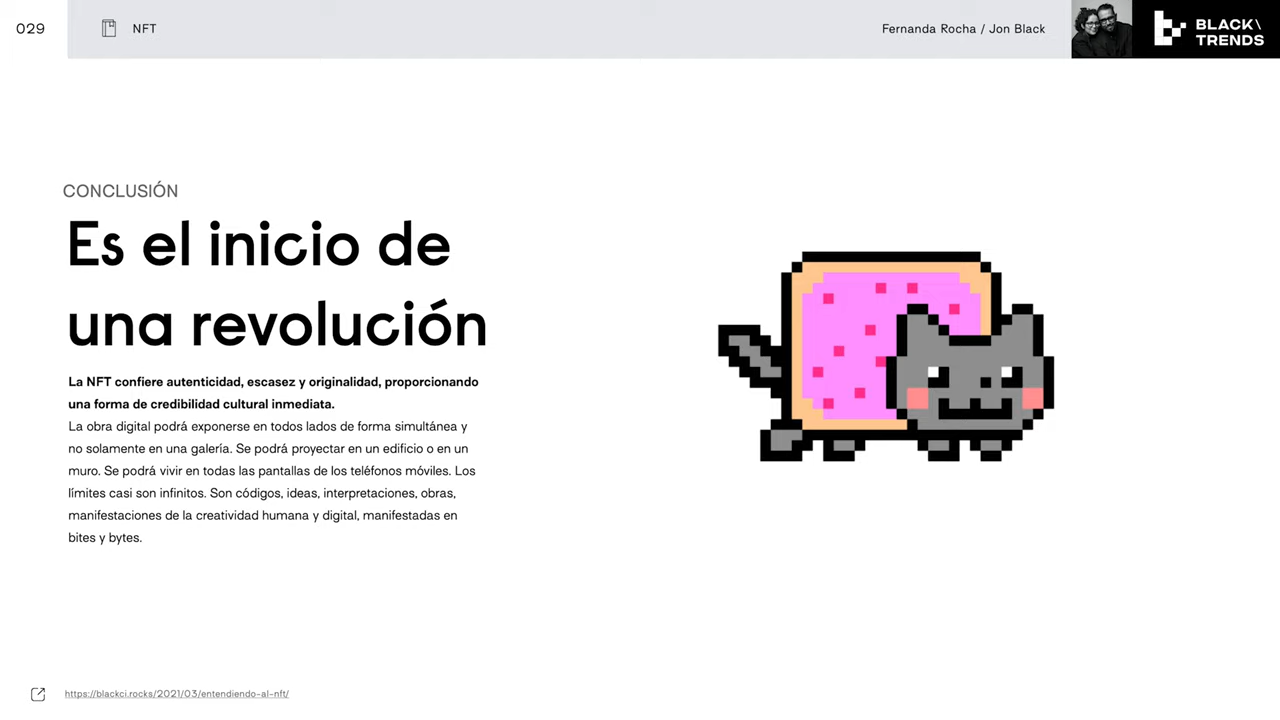 029
NFT
Fernanda Rocha / Jon Black
BLACK\
TRENDS
CONCLUSIÓN
Es el inicio de
una revolución
La NFT confiere autenticidad, escasez y originalidad, proporcionando
una forma de credibilidad cultural inmediata.
La obra digital podrá exponerse en todos lados de forma simultánea y
no solamente en una galería. Se podrá proyectar en un edificio o en un
muro. Se podrá vivir en todas las pantallas de los teléfonos móviles. Los
límites casi son infinitos. Son códigos, ideas, interpretaciones, obras,
manifestaciones de la creatividad humana y digital, manifestadas en
bites y bytes.
https://blackci.rocks/2021/03/entendiendo-al-nft/